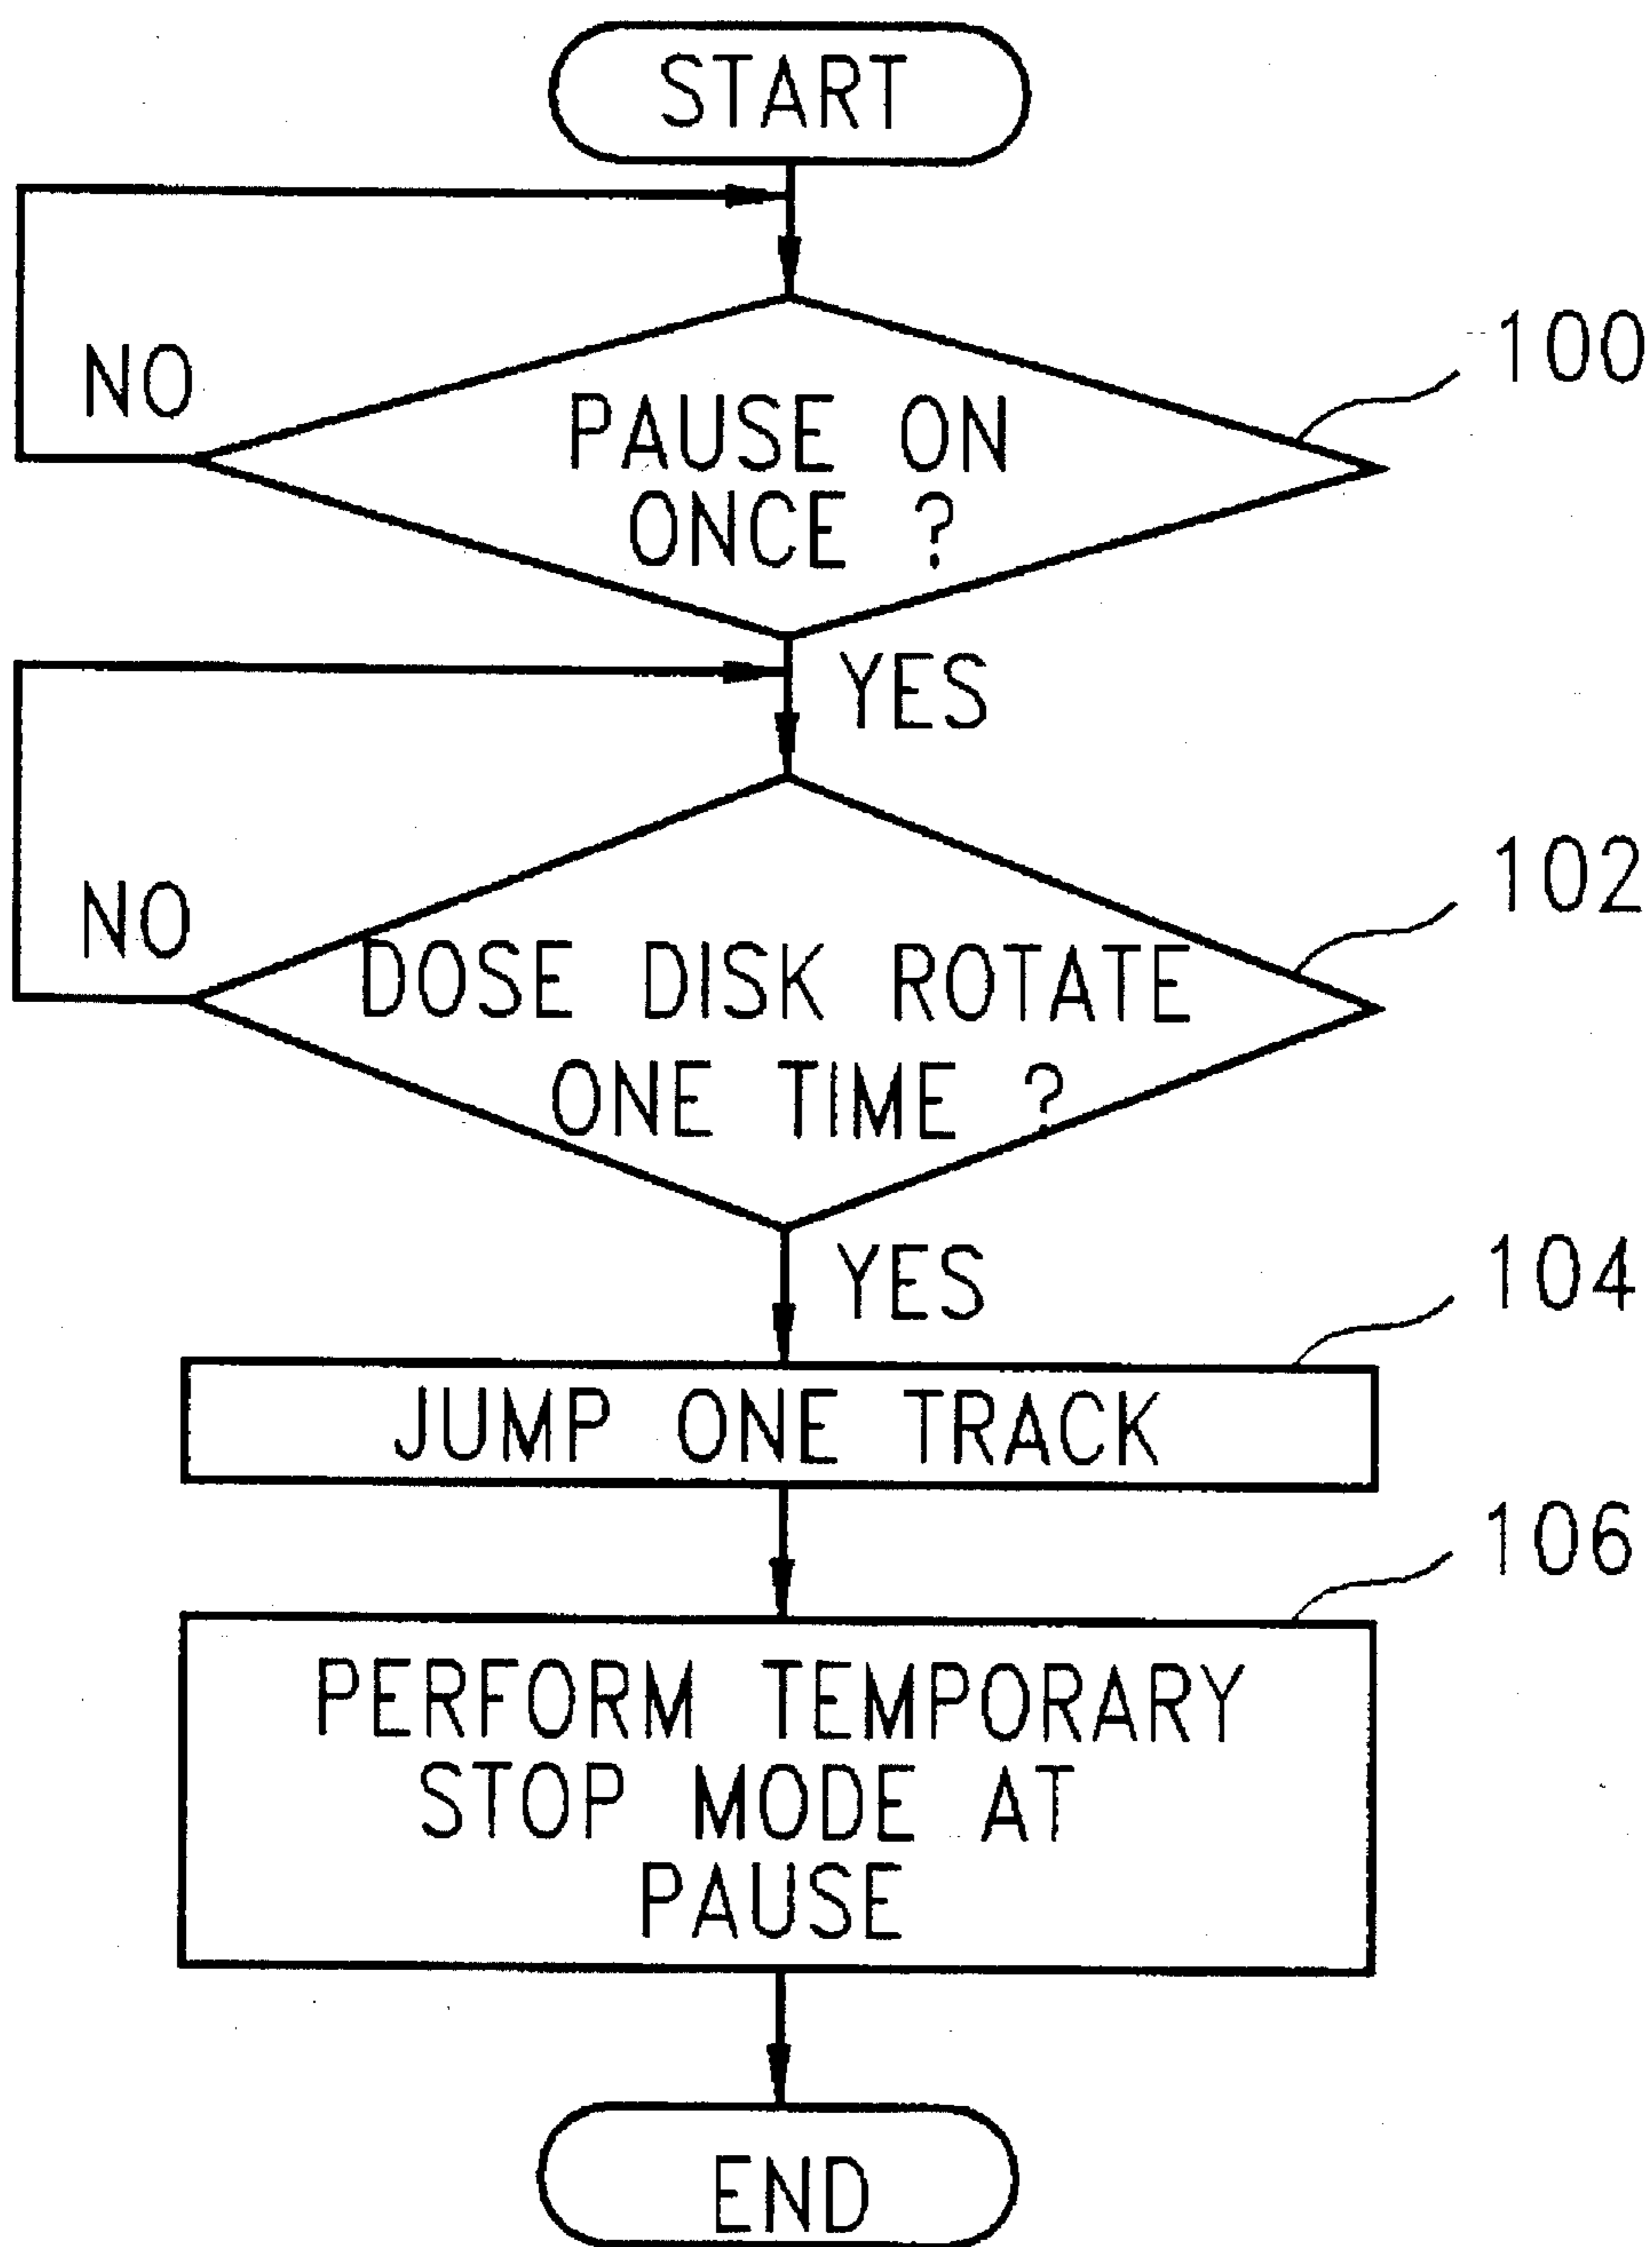 START
NO
100
PAUSE ON
ONCE ?
YES
NO
102
DOSE DISK ROTATE
ONE TIME ?
YES
104
JUMP ONE TRACK
106
PERFORM TEMPORARY
STOP MODE AT
PAUSE
END